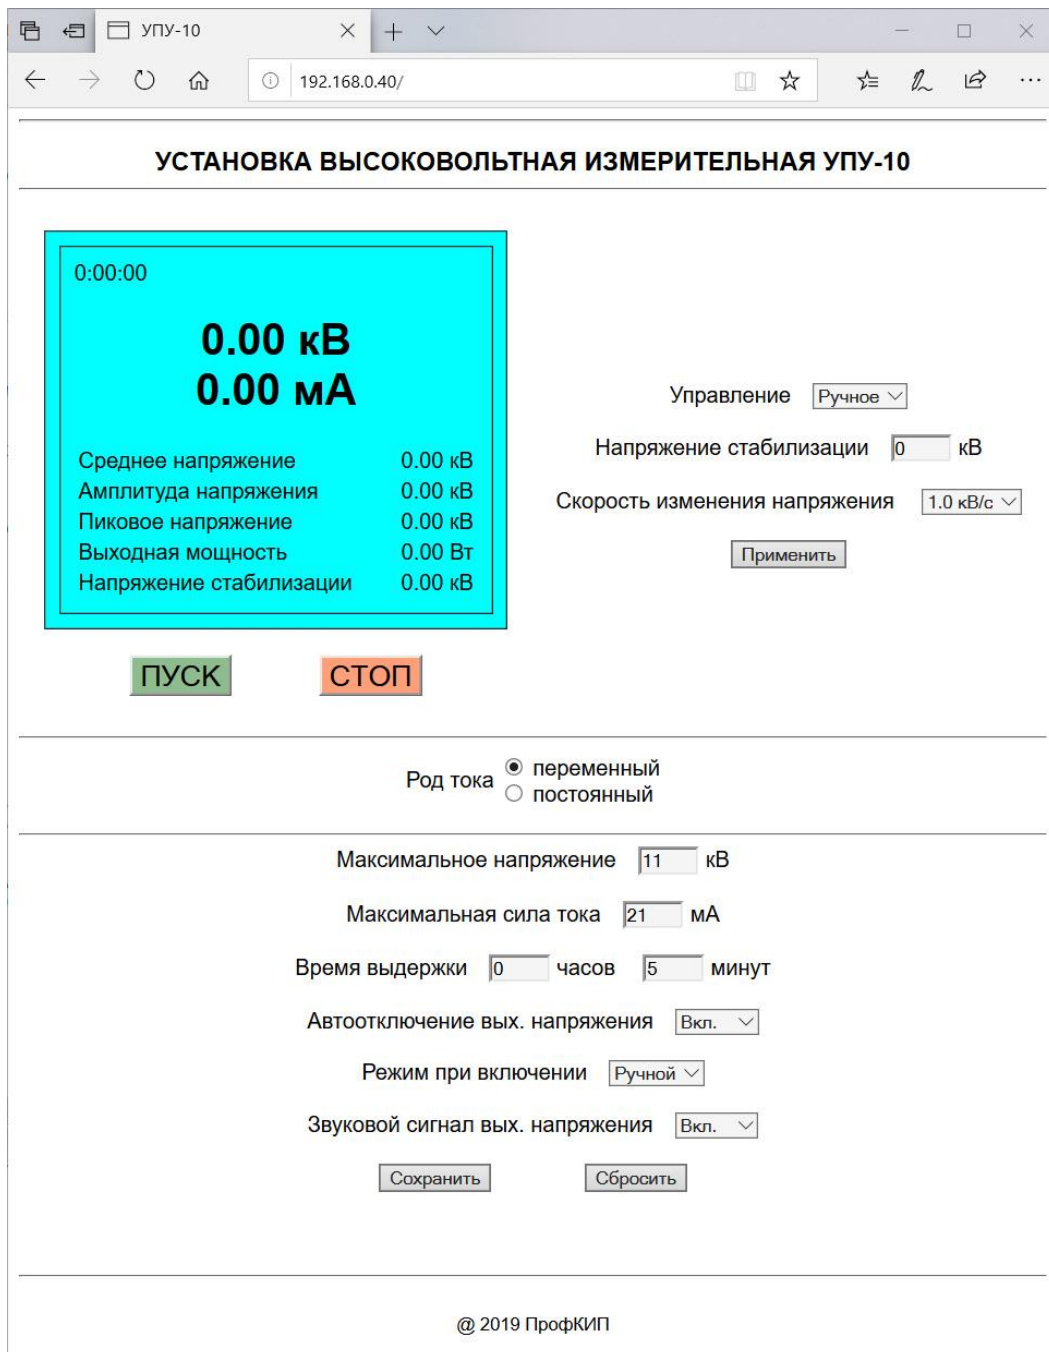 УПУ-10
192.168.0.40/
УСТАНОВКА ВЫСОКОВОЛЬТНАЯ ИЗМЕРИТЕЛЬНАЯ УПУ-10
0:00:00
0.00 кВ
0.00 мА
Среднее напряжение 0.00 кВ
Амплитуда напряжения 0.00 кВ
Пиковое напряжение 0.00 кВ
Выходная мощность 0.00 Вт
Напряжение стабилизации 0.00 кВ
ПУСК СТОП
Управление Ручное
Напряжение стабилизации 0 кВ
Скорость изменения напряжения 1.0 кВ/с
Применить
Род тока
переменный
постоянный
Максимальное напряжение 11 кВ
Максимальная сила тока 21 мА
Время выдержки 0 часов 5 минут
Автоотключение вых. напряжения Вкл.
Режим при включении Ручной
Звуковой сигнал вых. напряжения Вкл.
Сохранить Сбросить
@ 2019 ПрофКИП